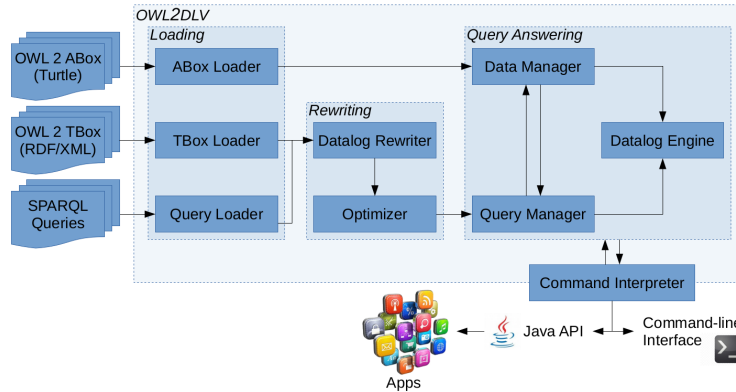 OWL2DLV
Loading
Query Answering
OWL 2 ABox
(Turtle)
ABox Loader
Data Manager
Rewriting
OWL 2 TBox
(RDF/XML)
TBox Loader
Datalog Rewriter
Datalog Engine
SPARQL
Queries
Query Loader
Optimizer
Query Manager
Command Interpreter
Java API
Command-line
Interface
Apps